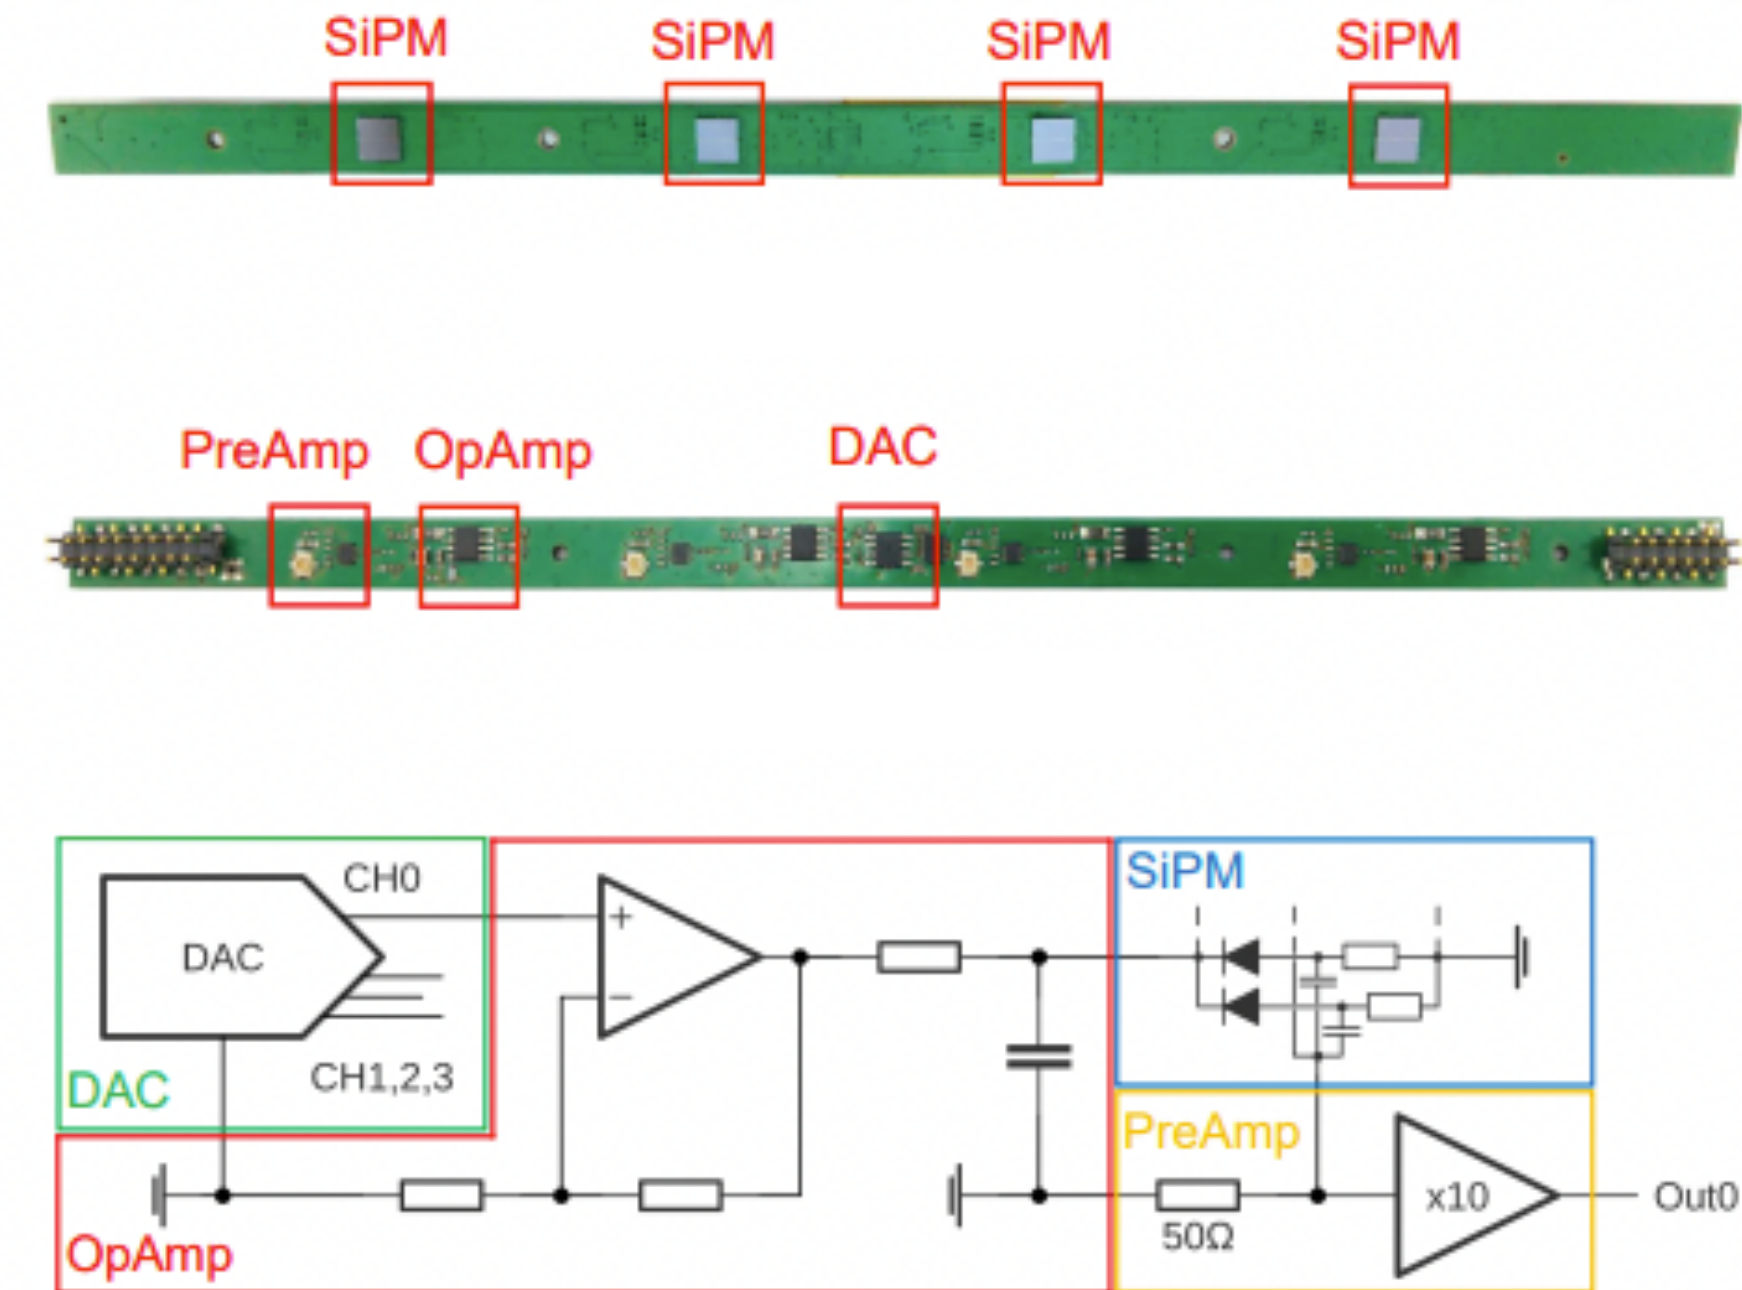 SiPM SiPM SiPM SiPM
PreAmp OpAmp DAC
CH0
SiPM
+
DAC
−
CH1,2,3
DAC
PreAmp
x10
Out0
50Ω
OpAmp